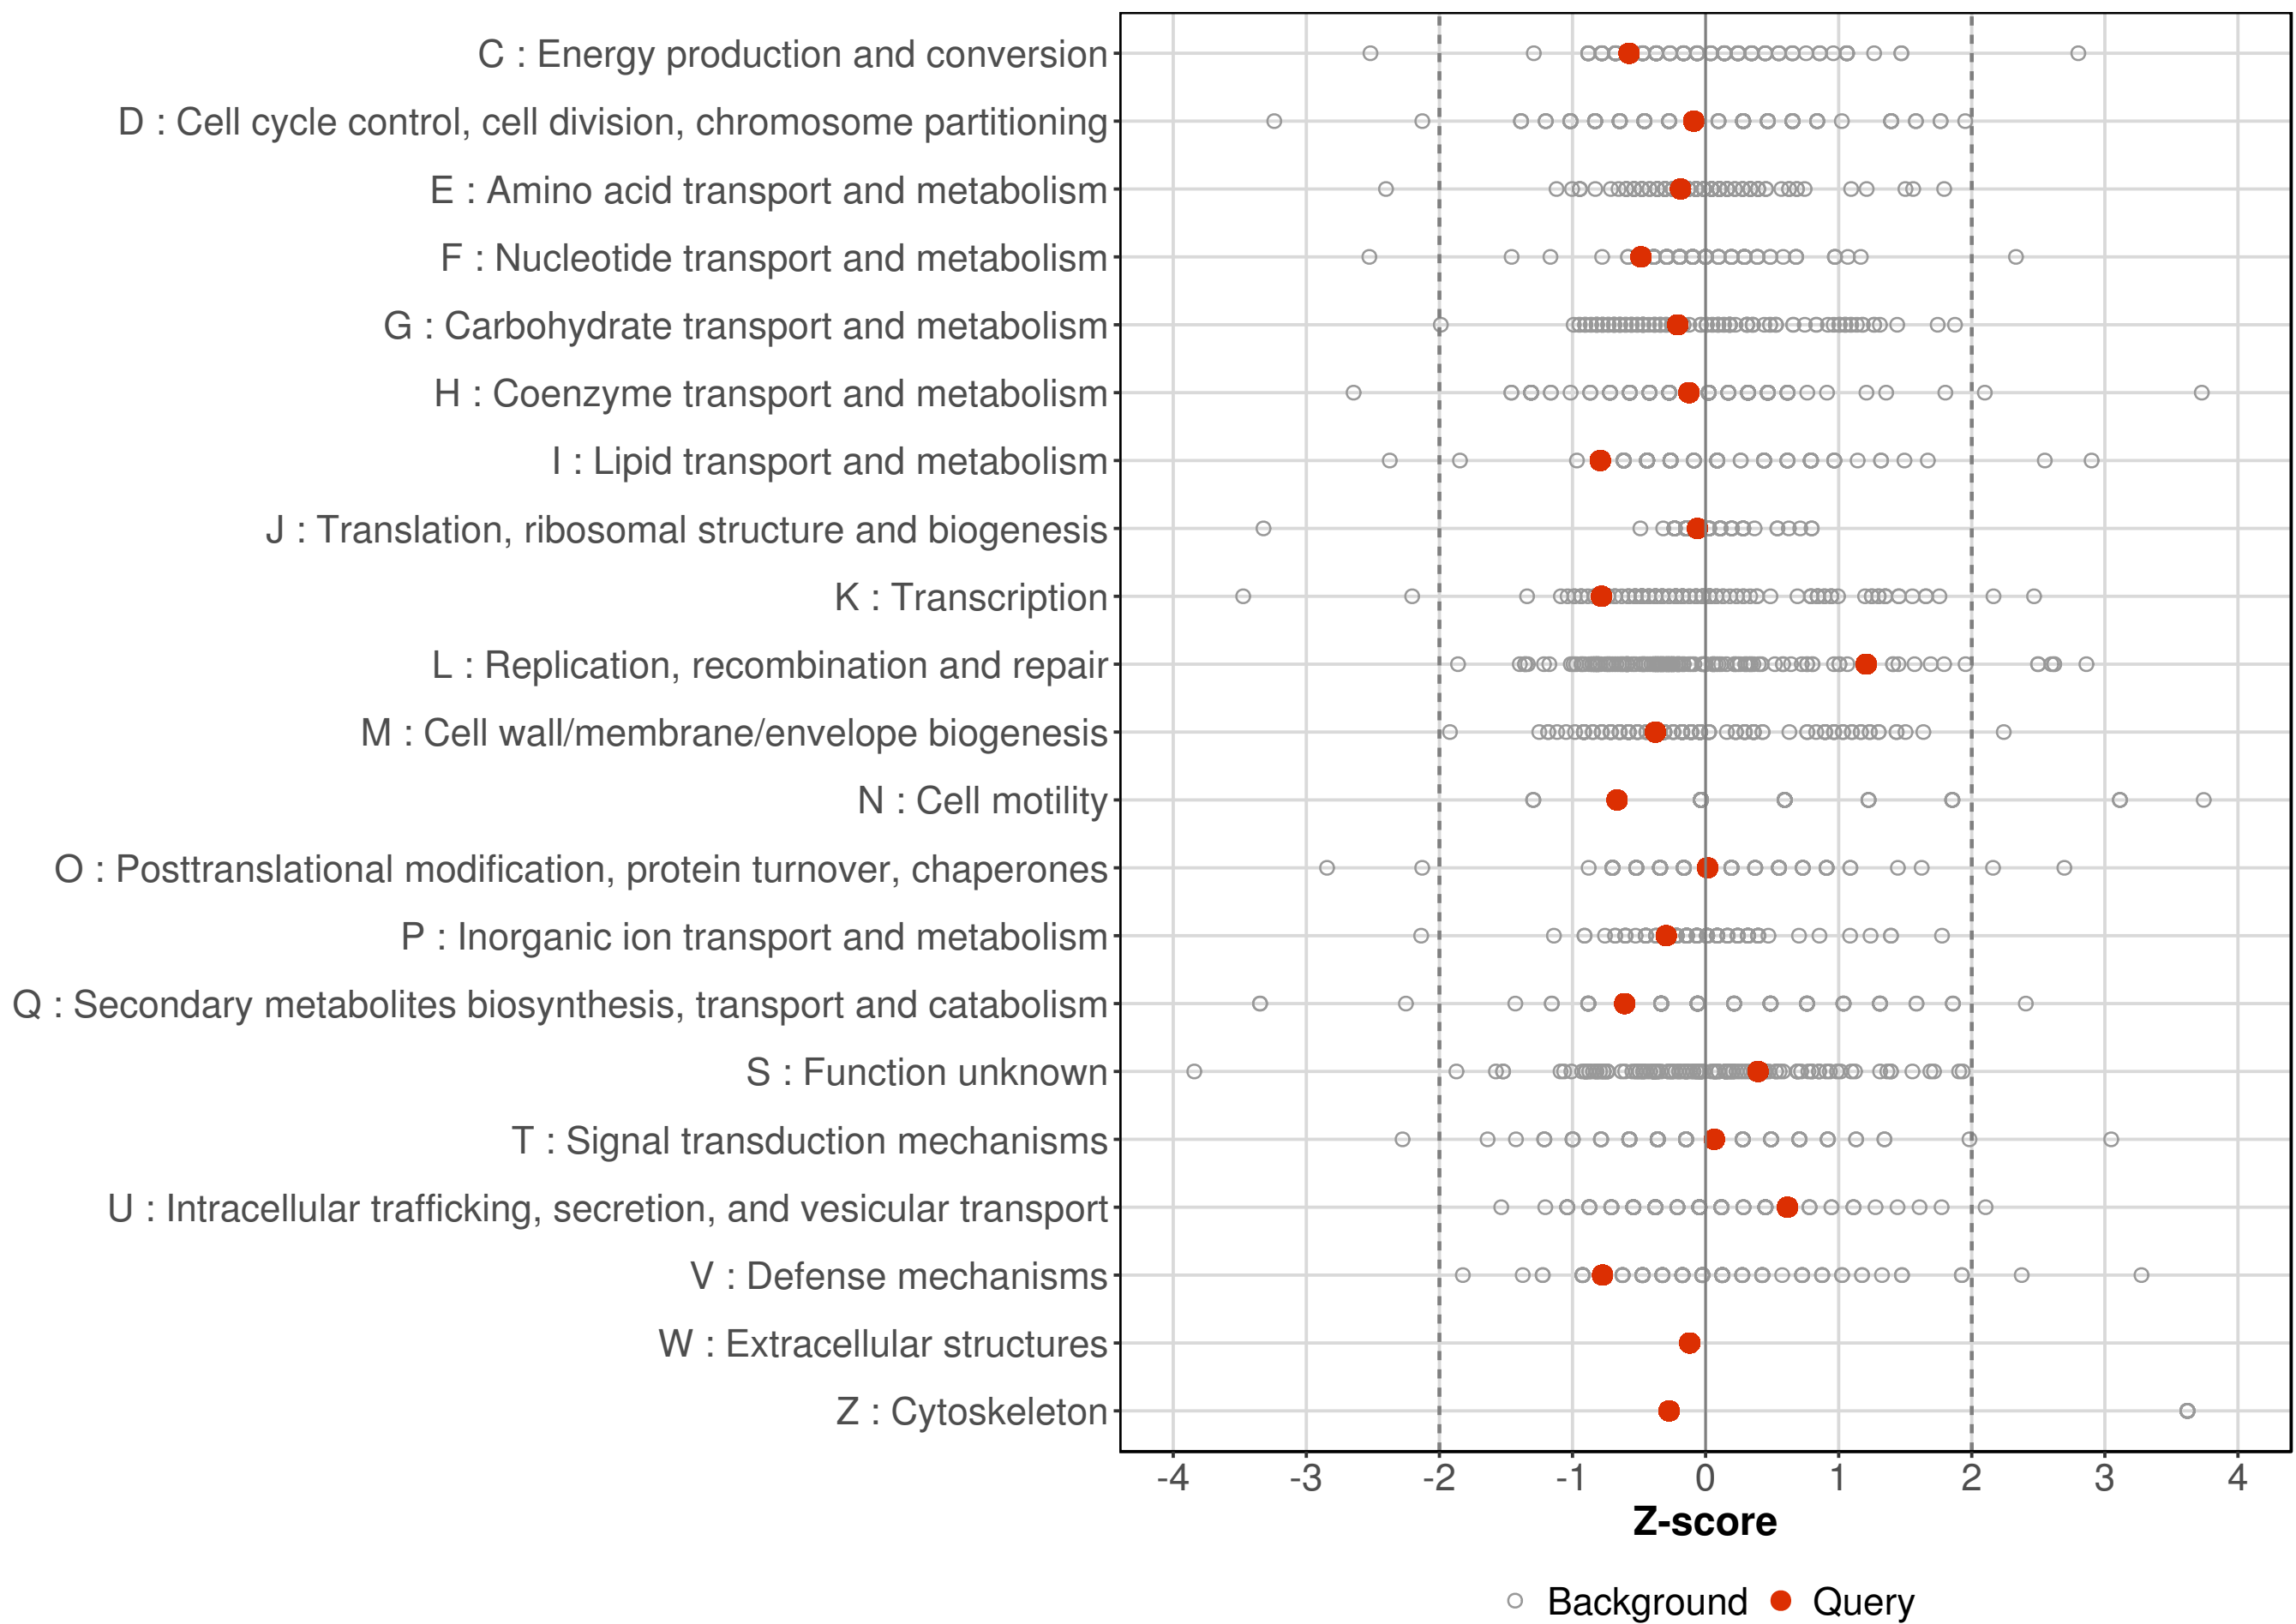 C : Energy production and conversion
D : Cell cycle control, cell division, chromosome partitioning
E : Amino acid transport and metabolism
F : Nucleotide transport and metabolism
G : Carbohydrate transport and metabolism
H : Coenzyme transport and metabolism
I : Lipid transport and metabolism
J : Translation, ribosomal structure and biogenesis
K : Transcription
L : Replication, recombination and repair
M : Cell wall/membrane/envelope biogenesis
N : Cell motility
O : Posttranslational modification, protein turnover, chaperones
P : Inorganic ion transport and metabolism
Q : Secondary metabolites biosynthesis, transport and catabolism
S : Function unknown
T : Signal transduction mechanisms
U : Intracellular trafficking, secretion, and vesicular transport
V : Defense mechanisms
W : Extracellular structures
Z : Cytoskeleton
-4 -3 -2 -1 0 1 2 3 4
Z-score
Background Query